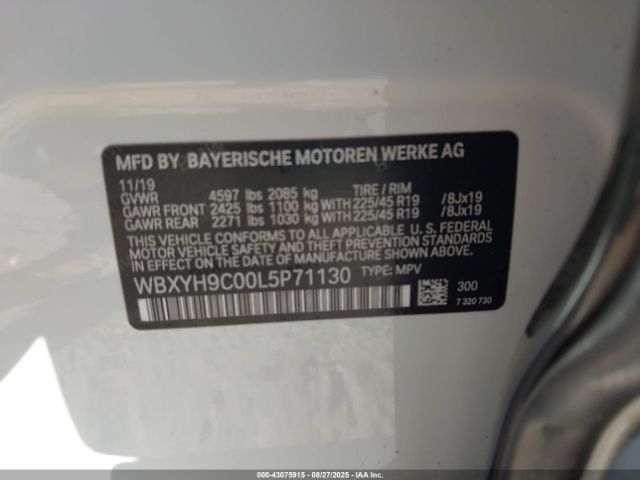 MFD BY BAYERISCHE MOTOREN WERKE AG
11/19
GVWR 4597 lbs 2085 kg TIRE / RIM
GAWR FRONT 2425 lbs 1100 kg WITH 225/45 R19 /8Jx19
GAWR REAR 2271 lbs 1030 kg WITH 225/45 R19 /8Jx19
THIS VEHICLE CONFORMS TO ALL APPLICABLE U. S. FEDERAL
MOTOR VEHICLE SAFETY AND THEFT PREVENTION STANDARDS
IN EFFECT ON THE DATE OF MANUFACTURE SHOWN ABOVE.
WBXYH9C00L5P71130 TYPE: MPV
300
7 320 730
000-43075915 - 08/27/2025 - COPYRIGHT IAA, LLC.